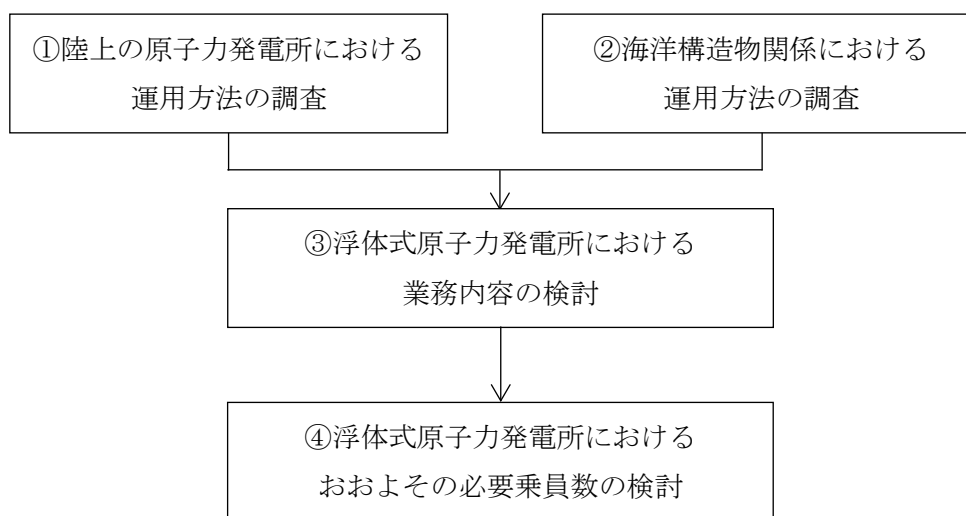 ①陸上の原子力発電所における
運用方法の調査
②海洋構造物関係における
運用方法の調査
③浮体式原子力発電所における
業務内容の検討
④浮体式原子力発電所における
おおよその必要乗員数の検討